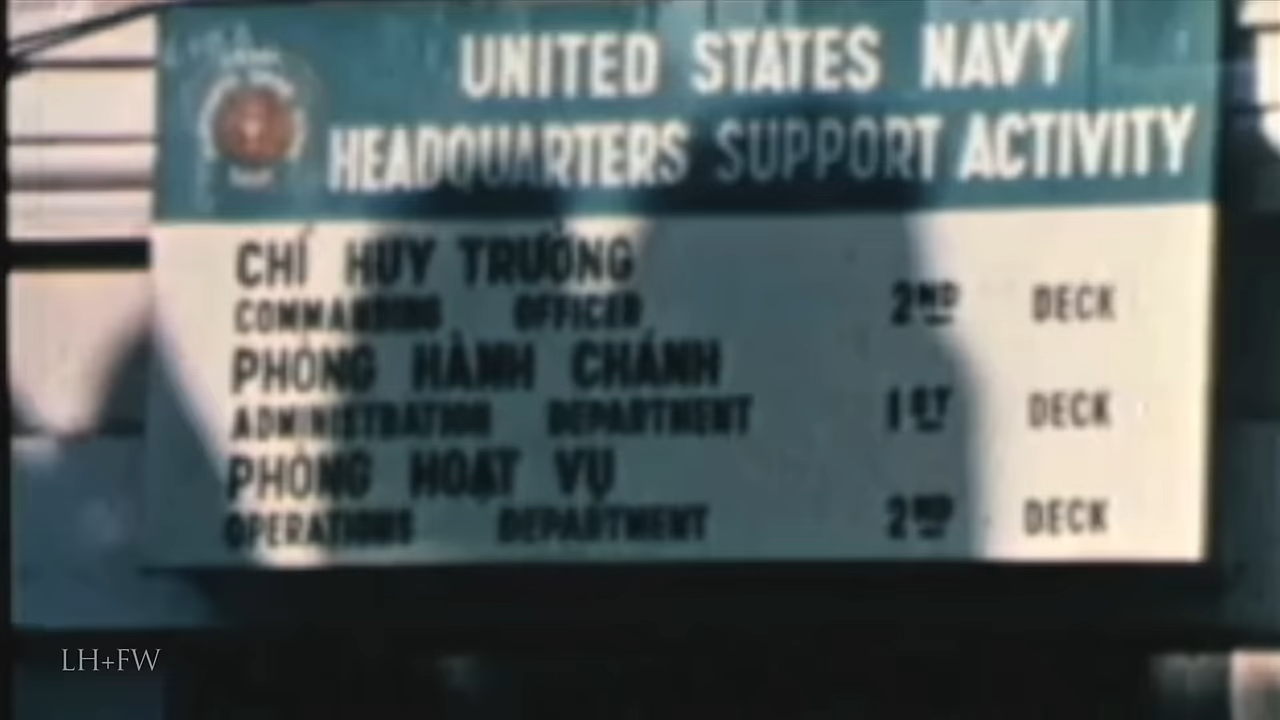 UNITED STATES NAVY
HEADQUARTERS SUPPORT ACTIVITY
CHỈ HUY TRƯỞNG
COMMANDING OFFICER 2ND DECK
PHÒNG HÀNH CHÁNH
ADMINISTRATION DEPARTMENT 1ST DECK
PHÒNG HOẠT VỤ
OPERATIONS DEPARTMENT 2ND DECK
LH+FW